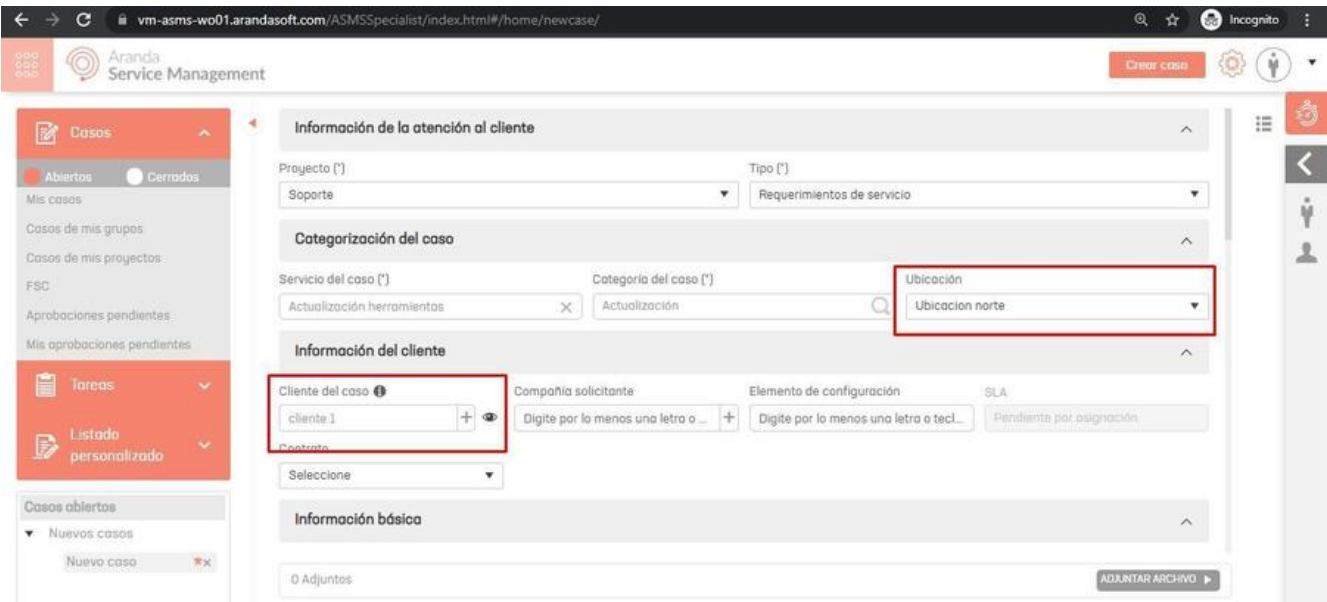 vm-asms-wo01.arandasoft.com/ASMSSpecialist/index.html#/home/newcase/
Incognito
Aranda
Service Management
Crear caso
Casos
Abiertos
Cerrados
Mis casos
Casos de mis grupos
Casos de mis proyectos
FSC
Aprobaciones pendientes
Mis aprobaciones pendientes
Tareas
Listado
personalizado
Casos abiertos
Nuevos casos
Nuevo caso
Información de la atención al cliente
Proyecto (*)
Tipo (*)
Soporte
Requerimientos de servicio
Categorización del caso
Servicio del caso (*)
Categoría del caso (*)
Ubicación
Actualización herramientas
Actualización
Ubicacion norte
Información del cliente
Cliente del caso
Compañía solicitante
Elemento de configuración
SLA
cliente 1
Digite por lo menos una letra o ...
Digite por lo menos una letra o tecl...
Pendiente por asignación
Contrato
Seleccione
Información básica
0 Adjuntos
ADJUNTAR ARCHIVO